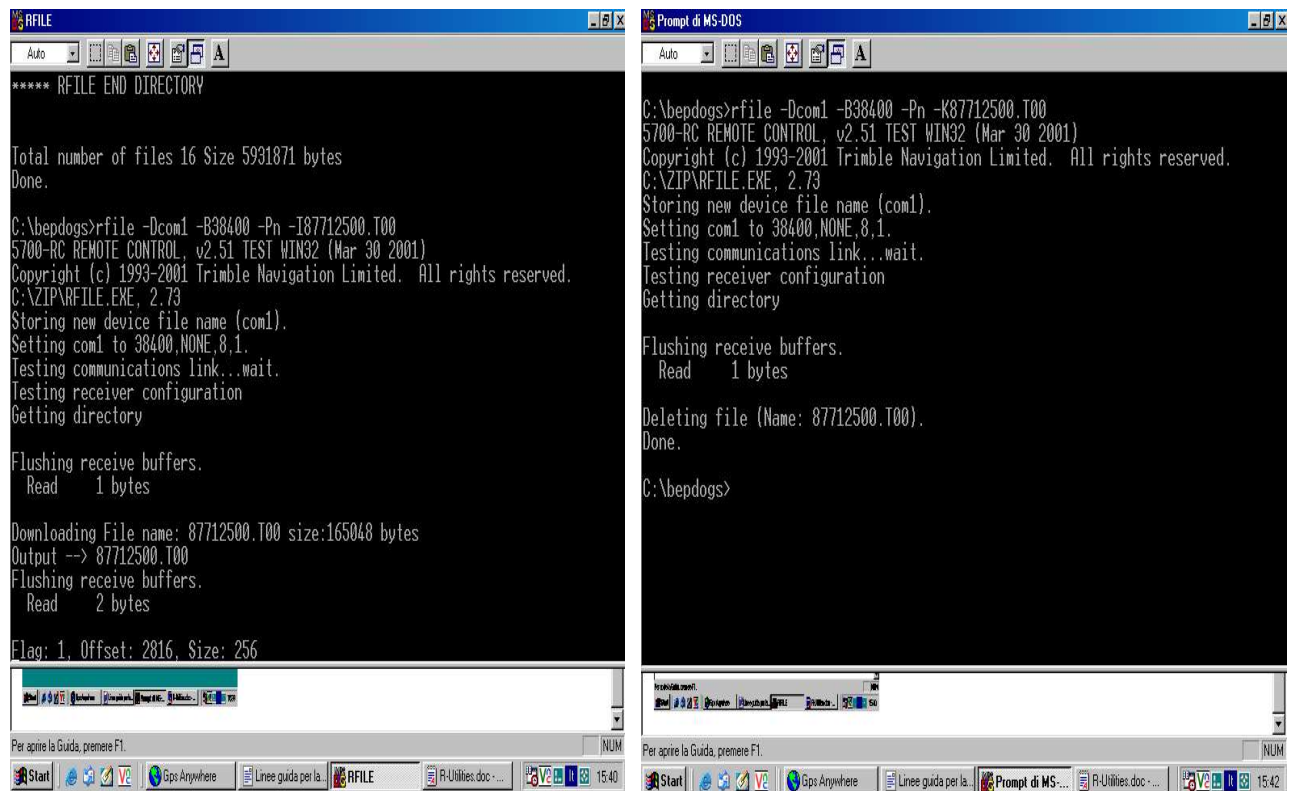 RFILE
Auto
A
***** RFILE END DIRECTORY
Total number of files 16 Size 5931871 bytes
Done.
C:\bepdogs>rfile -Dcom1 -B38400 -Pn -I87712500.T00
5700-RC REMOTE CONTROL, v2.51 TEST WIN32 (Mar 30 2001)
Copyright (c) 1993-2001 Trimble Navigation Limited.  All rights reserved.
C:\ZIP\RFILE.EXE, 2.73
Storing new device file name (com1).
Setting com1 to 38400,NONE,8,1.
Testing communications link...wait.
Testing receiver configuration
Getting directory
Flushing receive buffers.
Read    1 bytes
Downloading File name: 87712500.T00 size:165048 bytes
Output --> 87712500.T00
Flushing receive buffers.
Read    2 bytes
Flag: 1, Offset: 2816, Size: 256
Per aprire la Guida, premere F1.
NUM
Start
Gps Anywhere
Linee guida per la...
RFILE
R-Utilities.doc - ...
15.40
Prompt di MS-DOS
Auto
A
C:\bepdogs>rfile -Dcom1 -B38400 -Pn -K87712500.T00
5700-RC REMOTE CONTROL, v2.51 TEST WIN32 (Mar 30 2001)
Copyright (c) 1993-2001 Trimble Navigation Limited.  All rights reserved.
C:\ZIP\RFILE.EXE, 2.73
Storing new device file name (com1).
Setting com1 to 38400,NONE,8,1.
Testing communications link...wait.
Testing receiver configuration
Getting directory
Flushing receive buffers.
Read    1 bytes
Deleting file (Name: 87712500.T00).
Done.
C:\bepdogs>
Per aprire la Guida, premere F1.
NUM
Start
Gps Anywhere
Linee guida per la...
Prompt di MS-...
R-Utilities.doc - ...
15.42